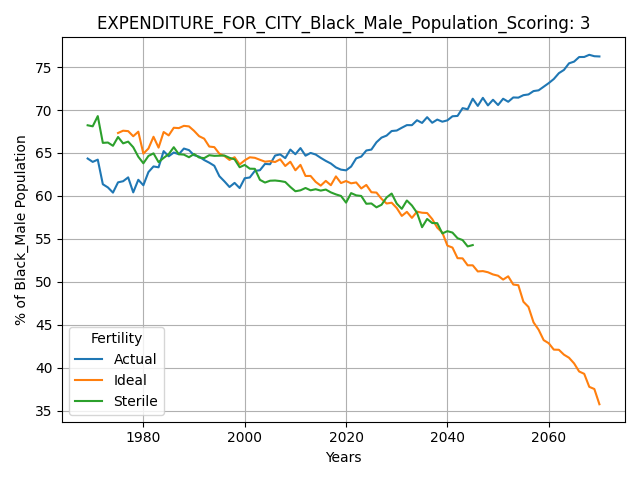 EXPENDITURE_FOR_CITY_Black_Male_Population_Scoring: 3
% of Black_Male Population
75
70
65
60
55
50
45
40
35
Fertility
Actual
Ideal
Sterile
1980 2000 2020 2040 2060
Years